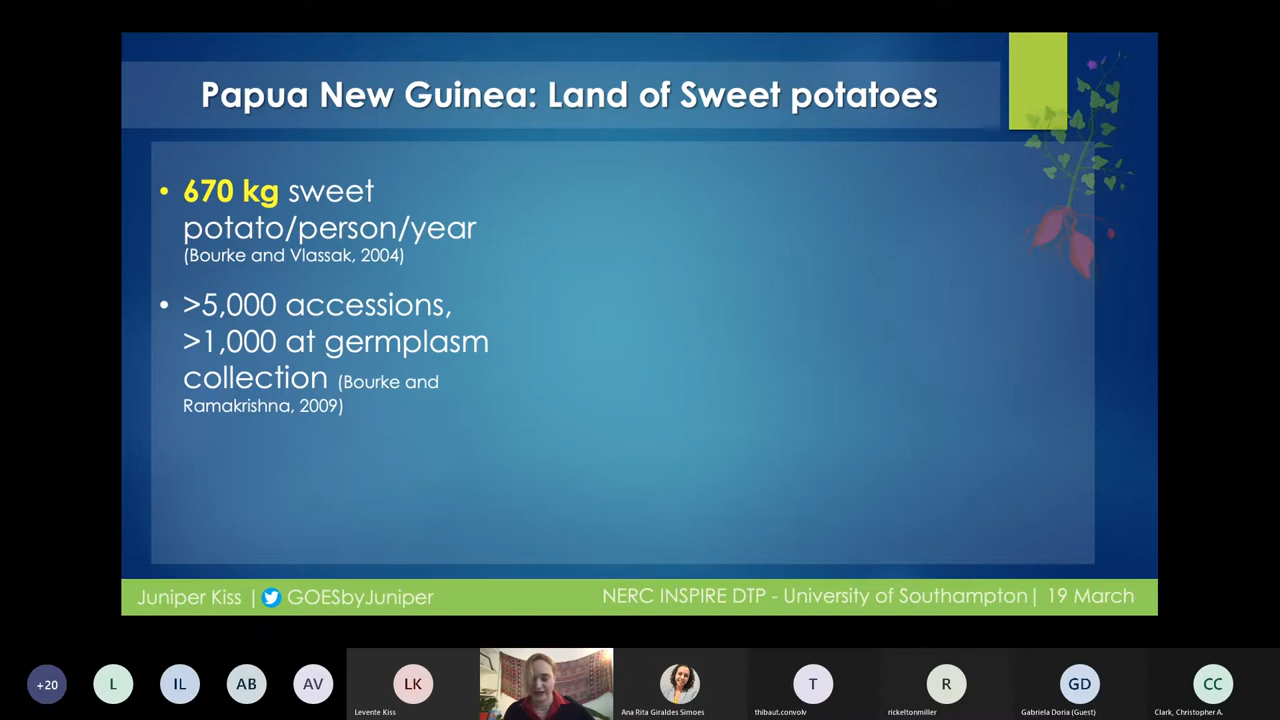 Papua New Guinea: Land of Sweet potatoes
• 670 kg sweet
potato/person/year
(Bourke and Vlassak, 2004)
• >5,000 accessions,
>1,000 at germplasm
collection (Bourke and
Ramakrishna, 2009)
Juniper Kiss | GOESbyJuniper
NERC INSPIRE DTP - University of Southampton| 19 March
+20
L
IL
AB
AV
LK
T
R
GD
CC
Levente Kiss
Ana Rita Giraldes Simoes
thibaut.convolv
rickeltonmiller
Gabriela Doria (Guest)
Clark, Christopher A.